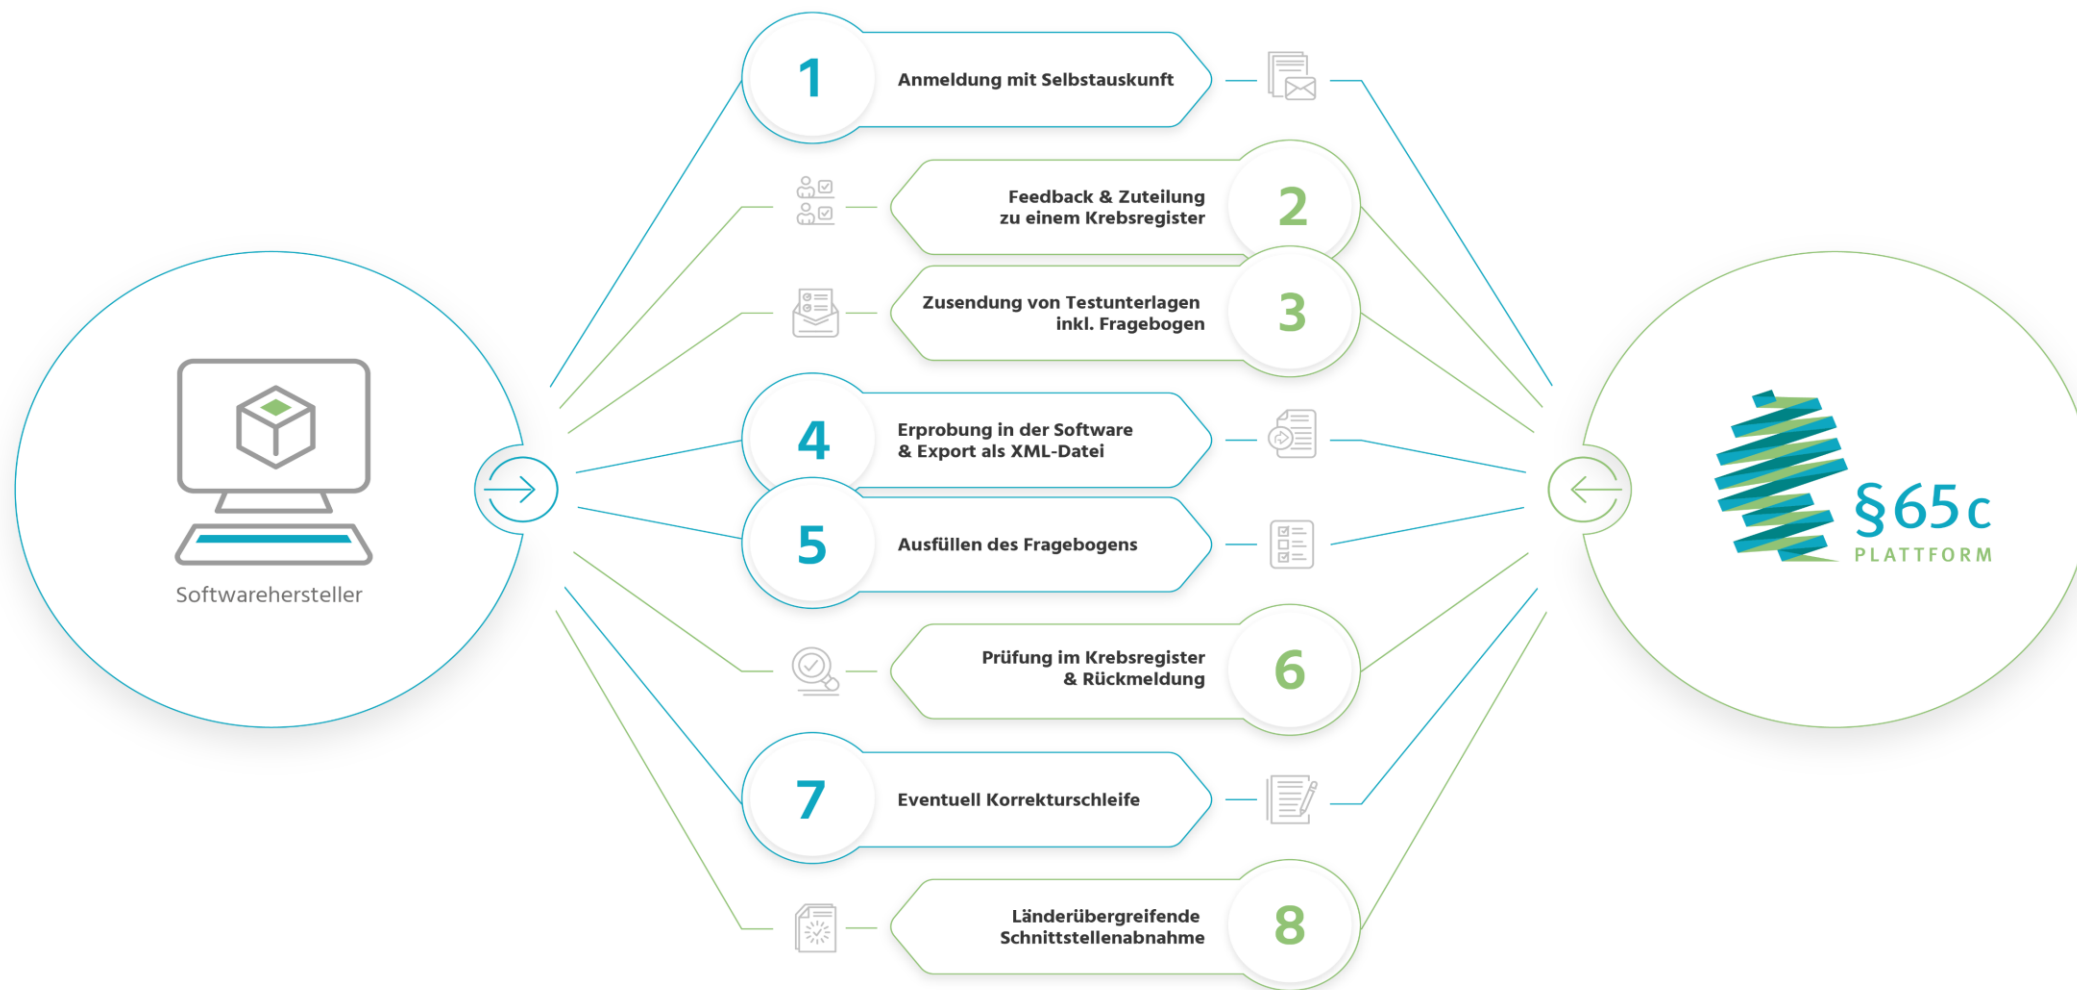 1
Anmeldung mit Selbstauskunft
2
Feedback & Zuteilung
zu einem Krebsregister
3
Zusendung von Testunterlagen
inkl. Fragebogen
4
Erprobung in der Software
& Export als XML-Datei
5
Ausfüllen des Fragebogens
6
Prüfung im Krebsregister
& Rückmeldung
7
Eventuell Korrekturschleife
8
Länderübergreifende
Schnittstellenabnahme
Softwarehersteller
§65c
PLATTFORM